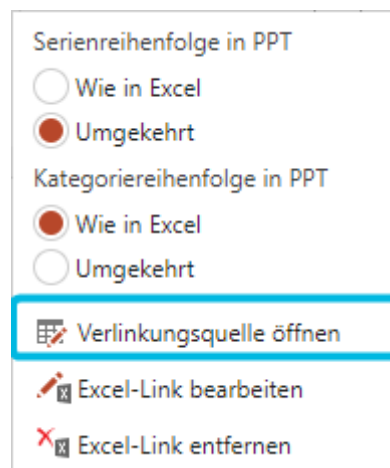 Serienreihenfolge in PPT
Wie in Excel
Umgekehrt
Kategoriereihenfolge in PPT
Wie in Excel
Umgekehrt
Verlinkungsquelle öffnen
Excel-Link bearbeiten
Excel-Link entfernen